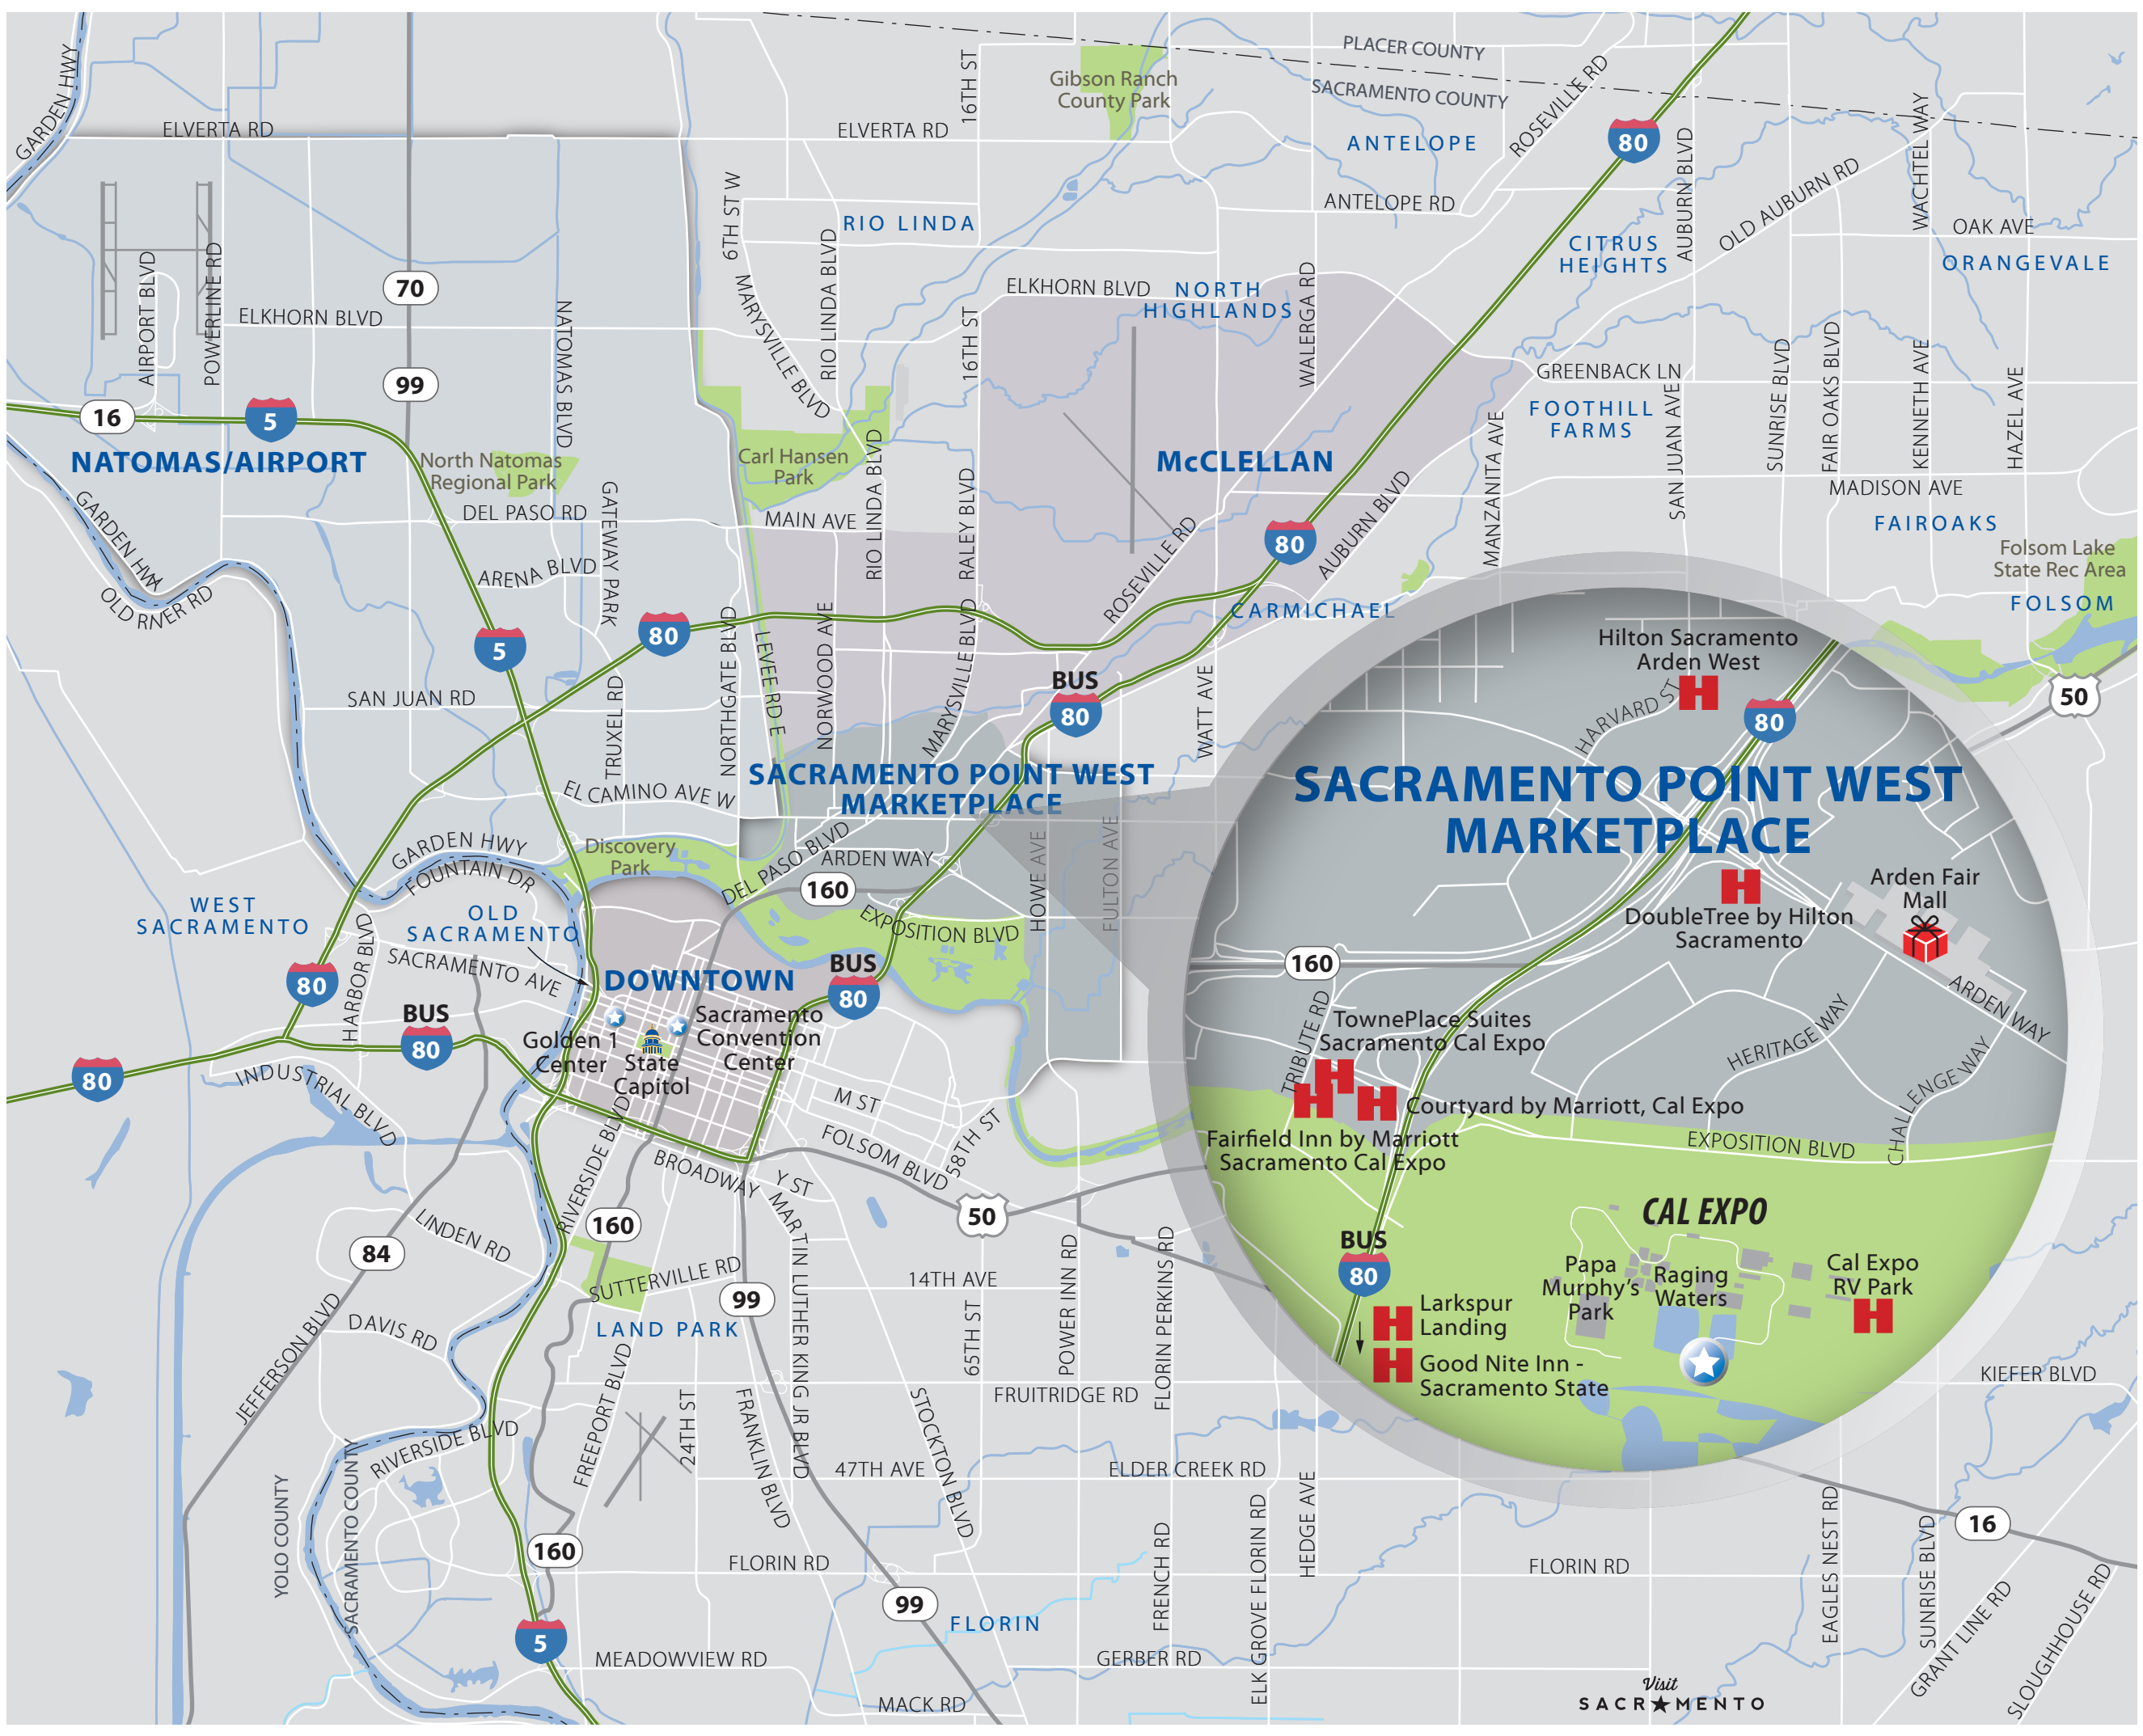 PLACER COUNTY
SACRAMENTO COUNTY
GARDEN HWY
ELVERTA RD
16TH ST
Gibson Ranch
County Park
ELVERTA RD
ANTELOPE
ROSEVILLE RD
80
AUBURN BLVD
WACHTEL WAY
OLD AUBURN RD
ANTELOPE RD
6TH ST W
RIO LINDA
OAK AVE
CITRUS
HEIGHTS
ORANGEVALE
AIRPORT BLVD
POWERLINE RD
70
ELKHORN BLVD
NATOMAS BLVD
MARYSVILLE BLVD
RIO LINDA BLVD
ELKHORN BLVD
NORTH
HIGHLANDS
WALERGA RD
16TH ST
99
16
5
GREENBACK LN
FOOTHILL
FARMS
MANZANITA AVE
SAN JUAN AVE
SUNRISE BLVD
FAIR OAKS BLVD
KENNETH AVE
HAZEL AVE
NATOMAS/AIRPORT
North Natomas
Regional Park
Carl Hansen
Park
McCLELLAN
MADISON AVE
FAIROAKS
GARDEN HWY
OLD RIVER RD
DEL PASO RD
GATEWAY PARK
ARENA BLVD
MAIN AVE
RIO LINDA BLVD
RALEY BLVD
ROSEVILLE RD
80
AUBURN BLVD
Folsom Lake
State Rec Area
FOLSOM
CARMICHAEL
5
80
NORTHGATE BLVD
LEVEE RD E
NORWOOD AVE
MARYSVILLE BLVD
BUS
80
WATT AVE
50
SAN JUAN RD
TRUXEL RD
EL CAMINO AVE W
SACRAMENTO POINT WEST
MARKETPLACE
Hilton Sacramento
Arden West
HARVARD ST
80
SACRAMENTO POINT WEST
MARKETPLACE
GARDEN HWY
FOUNTAIN DR
Discovery
Park
DEL PASO BLVD
ARDEN WAY
160
HOWE AVE
FULTON AVE
EXPOSITION BLVD
Arden Fair
Mall
DoubleTree by Hilton
Sacramento
160
ARDEN WAY
WEST
SACRAMENTO
OLD
SACRAMENTO
SACRAMENTO AVE
HARBOR BLVD
80
DOWNTOWN
BUS
80
BUS
80
Golden 1
Center
State
Capitol
Sacramento
Convention
Center
TRIBUTE RD
TownePlace Suites
Sacramento Cal Expo
HERITAGE WAY
CHALLENGE WAY
Courtyard by Marriott, Cal Expo
Fairfield Inn by Marriott
Sacramento Cal Expo
EXPOSITION BLVD
80
INDUSTRIAL BLVD
M ST
FOLSOM BLVD
58TH ST
RIVERSIDE BLVD
BROADWAY
Y ST
MARTIN LUTHER KING JR BLVD
50
160
84
LINDEN RD
CAL EXPO
BUS
80
Papa
Murphy's
Park
Raging
Waters
Cal Expo
RV Park
Larkspur
Landing
Good Nite Inn -
Sacramento State
SUTTERVILLE RD
99
14TH AVE
65TH ST
POWER INN RD
FLORIN PERKINS RD
LAND PARK
JEFFERSON BLVD
DAVIS RD
KIEFER BLVD
FREEPORT BLVD
24TH ST
FRANKLIN BLVD
STOCKTON BLVD
FRUITRIDGE RD
RIVERSIDE BLVD
47TH AVE
ELDER CREEK RD
HEDGE AVE
YOLO COUNTY
SACRAMENTO COUNTY
160
16
FLORIN RD
FRENCH RD
ELK GROVE FLORIN RD
FLORIN RD
EAGLES NEST RD
SUNRISE BLVD
GRANT LINE RD
SLOUGHHOUSE RD
99
FLORIN
5
MEADOWVIEW RD
GERBER RD
MACK RD
Visit
SACR★MENTO